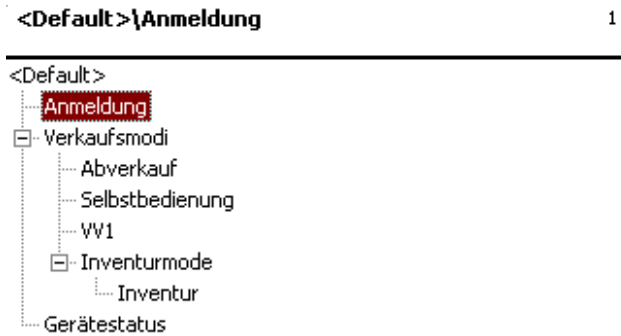 <Default>\Anmeldung 1
<Default>
Anmeldung
Verkaufsmodi
Abverkauf
Selbstbedienung
VV1
Inventurmode
Inventur
Gerätestatus